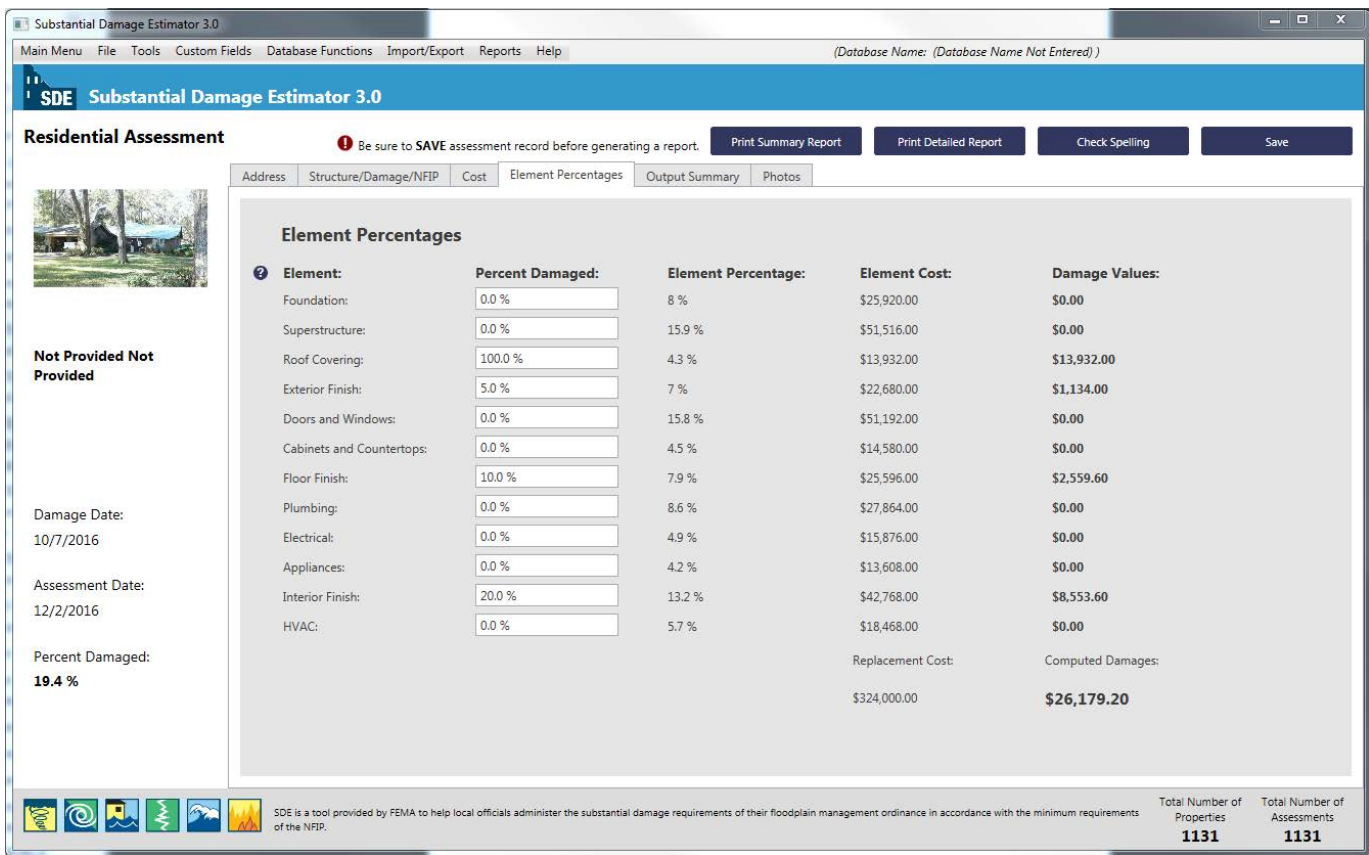 Substantial Damage Estimator 3.0
Main Menu File Tools Custom Fields Database Functions Import/Export Reports Help (Database Name: (Database Name Not Entered) )
SDE Substantial Damage Estimator 3.0
Residential Assessment
Be sure to SAVE assessment record before generating a report. Print Summary Report Print Detailed Report Check Spelling Save
Address Structure/Damage/NFIP Cost Element Percentages Output Summary Photos
Element Percentages
Element: Percent Damaged: Element Percentage: Element Cost: Damage Values:
Foundation: 0.0 % 8 % $25,920.00 $0.00
Superstructure: 0.0 % 15.9 % $51,516.00 $0.00
Roof Covering: 100.0 % 4.3 % $13,932.00 $13,932.00
Exterior Finish: 5.0 % 7 % $22,680.00 $1,134.00
Doors and Windows: 0.0 % 15.8 % $51,192.00 $0.00
Cabinets and Countertops: 0.0 % 4.5 % $14,580.00 $0.00
Floor Finish: 10.0 % 7.9 % $25,596.00 $2,559.60
Plumbing: 0.0 % 8.6 % $27,864.00 $0.00
Electrical: 0.0 % 4.9 % $15,876.00 $0.00
Appliances: 0.0 % 4.2 % $13,608.00 $0.00
Interior Finish: 20.0 % 13.2 % $42,768.00 $8,553.60
HVAC: 0.0 % 5.7 % $18,468.00 $0.00
Replacement Cost: Computed Damages:
$324,000.00 $26,179.20
Not Provided Not
Provided
Damage Date:
10/7/2016
Assessment Date:
12/2/2016
Percent Damaged:
19.4 %
SDE is a tool provided by FEMA to help local officials administer the substantial damage requirements of their floodplain management ordinance in accordance with the minimum requirements
of the NFIP.
Total Number of
Properties
1131
Total Number of
Assessments
1131